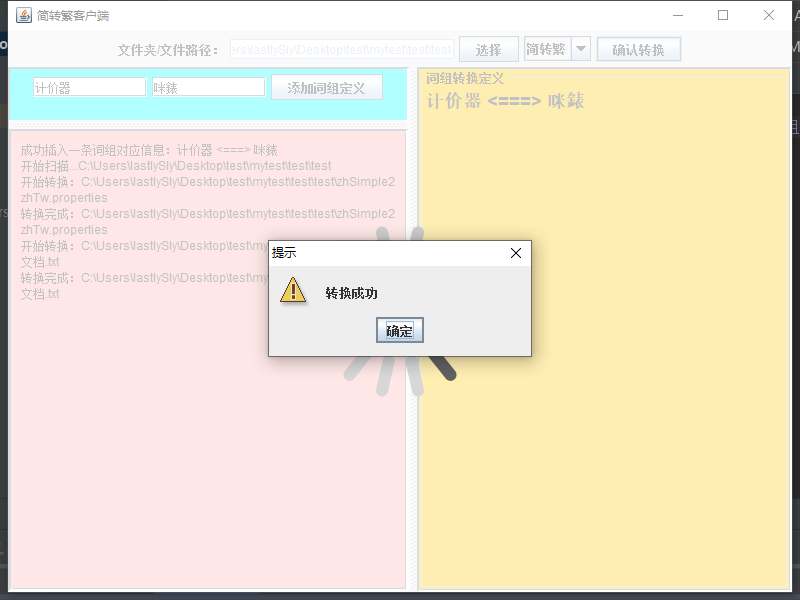 简转繁客户端
文件夹/文件路径： ers\lastlySly\Desktop\test\mytest\test\test 选择 简转繁 确认转换
计价器 咪錶 添加词组定义
词组转换定义
计价器 <===> 咪錶
成功插入一条词组对应信息：计价器 <===> 咪錶
开始扫描...C:\Users\lastlySly\Desktop\test\mytest\test\test
开始转换：C:\Users\lastlySly\Desktop\test\mytest\test\test\zhSimple2
zhTw.properties
转换完成：C:\Users\lastlySly\Desktop\test\mytest\test\test\zhSimple2
zhTw.properties
开始转换：C:\Users\lastlySly\Desktop\test\my
文档.txt
转换完成：C:\Users\lastlySly\Desktop\test\my
文档.txt
提示
转换成功
确定